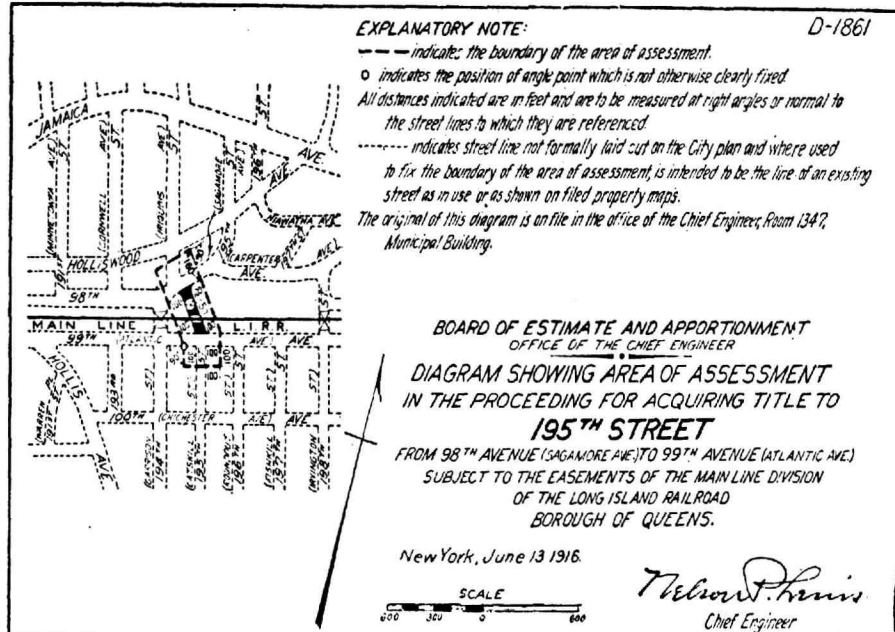 D-1861
EXPLANATORY NOTE:
indicates the boundary of the area of assessment.
o indicates the position of angle point which is not otherwise clearly fixed
All distances indicated are in feet and are to be measured at right angles or normal to
the street lines to which they are referenced.
indicates street line not formally laid out on the City plan and where used
to fix the boundary of the area of assessment, is intended to be the line of an existing
street as in use or as shown on filed property maps.
The original of this diagram is on file in the office of the Chief Engineer, Room 1347,
Municipal Building.
JAMAICA
AVE.
HOLLISWOOD
AVE.
(CARPENTER
AVE.)
98TH
MAIN LINE L.I.R.R.
99TH
(ATLANTIC
AVE.)
AVE.
HOLLIS
AVE.
100TH
(CHICHESTER
AVE.)
AVE.
BOARD OF ESTIMATE AND APPORTIONMENT
OFFICE OF THE CHIEF ENGINEER
DIAGRAM SHOWING AREA OF ASSESSMENT
IN THE PROCEEDING FOR ACQUIRING TITLE TO
195TH STREET
FROM 98TH AVENUE (SAGAMORE AVE.) TO 99TH AVENUE (ATLANTIC AVE.)
SUBJECT TO THE EASEMENTS OF THE MAIN LINE DIVISION
OF THE LONG ISLAND RAILROAD
BOROUGH OF QUEENS.
New York, June 13 1916.
SCALE
600 300 0 600
Nelson P. Lewis
Chief Engineer